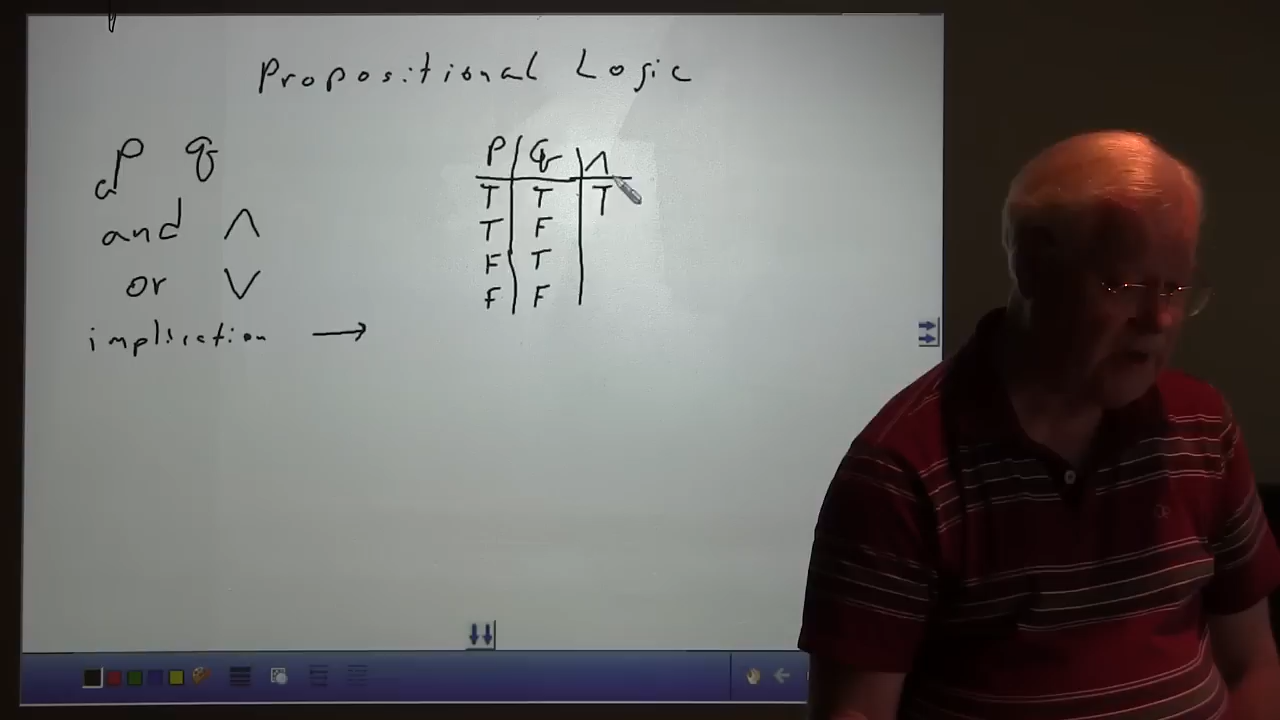 Propositional Logic
p q
and ∧
or ∨
implication →
P q ∧
T T T
T F
F T
F F